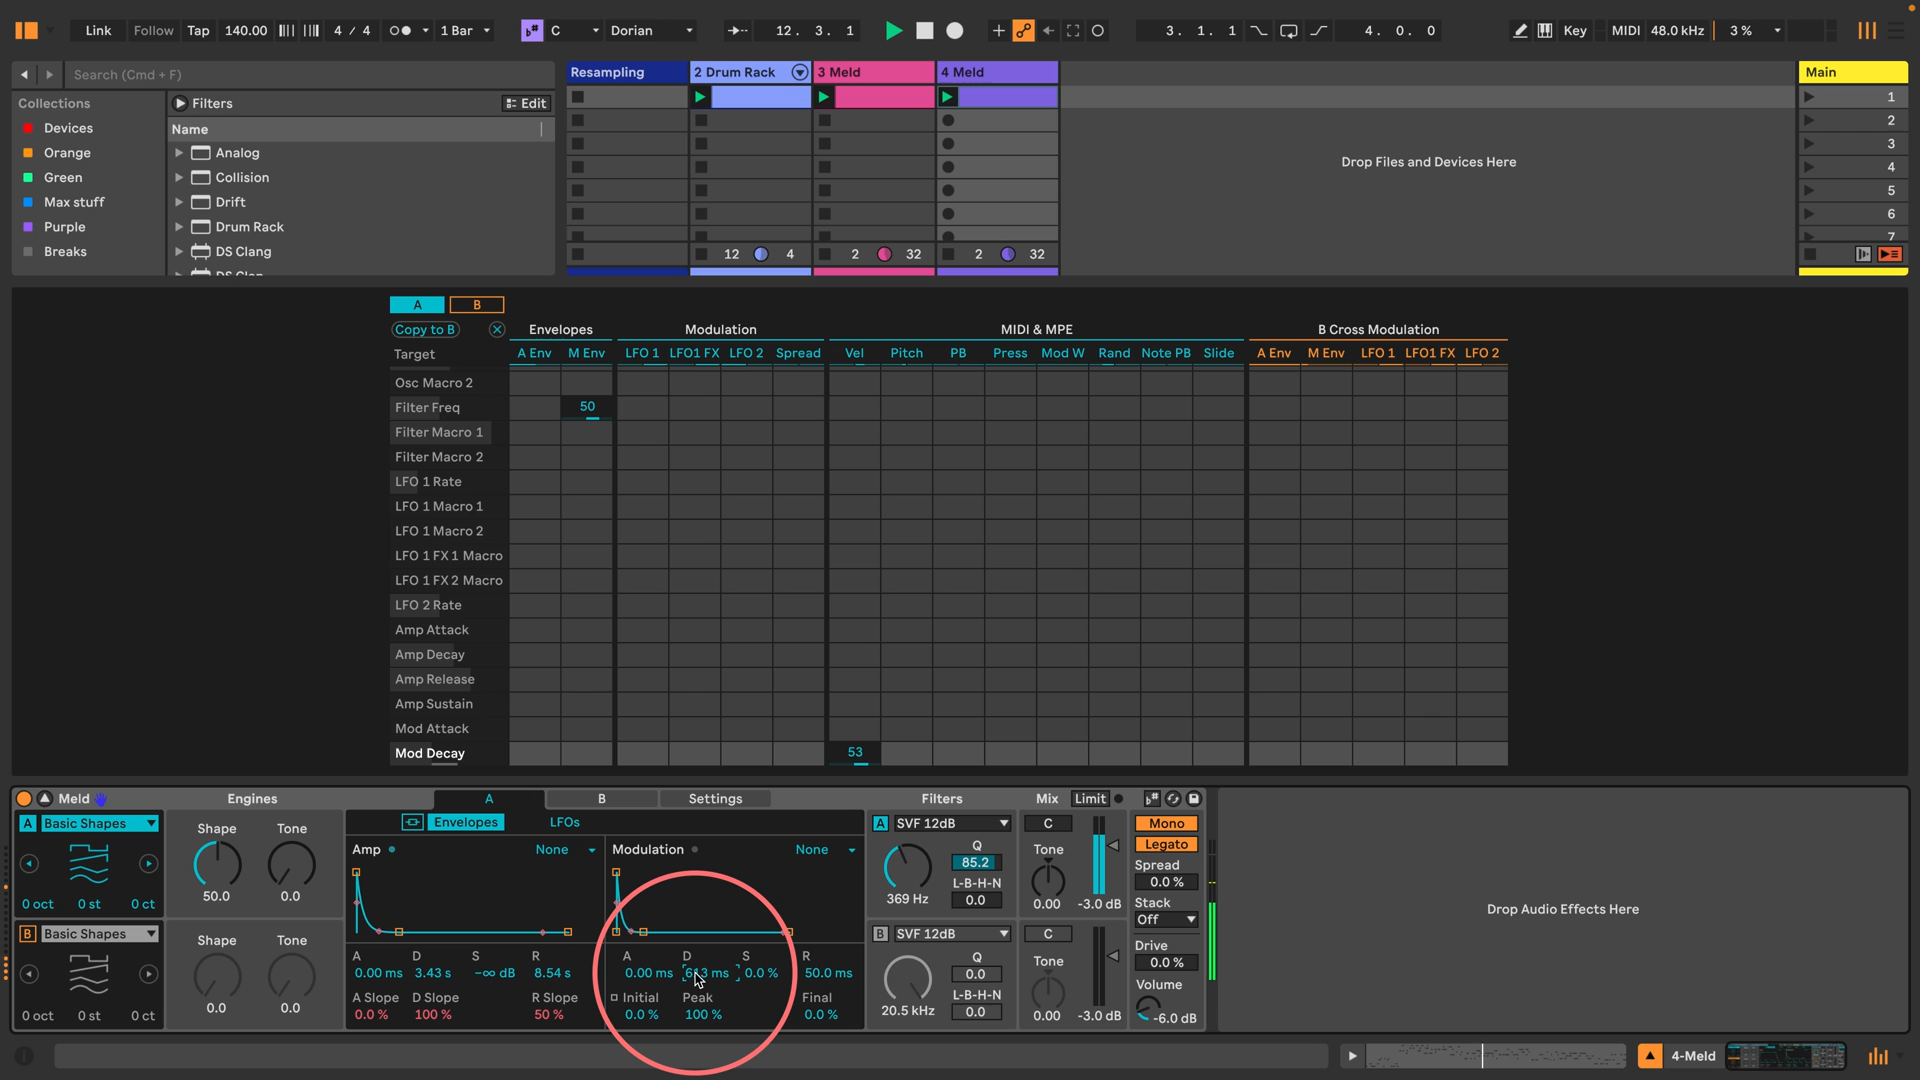 Link Follow Tap 140.00 4 / 4 1 Bar C Dorian 12. 3. 1 3. 1. 1 4. 0. 0 Key MIDI 48.0 kHz 3 %
Search (Cmd + F)
Collections
Devices
Orange
Green
Max stuff
Purple
Breaks
Filters Edit
Name
Analog
Collision
Drift
Drum Rack
DS Clang
DS Clap
Resampling 2 Drum Rack 3 Meld 4 Meld Main
1
2
3
4
5
6
7
12 4 2 32 2 32
Drop Files and Devices Here
A B
Copy to B Envelopes Modulation MIDI & MPE B Cross Modulation
Target A Env M Env LFO 1 LFO1 FX LFO 2 Spread Vel Pitch PB Press Mod W Rand Note PB Slide A Env M Env LFO 1 LFO1 FX LFO 2
Osc Macro 2
Filter Freq 50
Filter Macro 1
Filter Macro 2
LFO 1 Rate
LFO 1 Macro 1
LFO 1 Macro 2
LFO 1 FX 1 Macro
LFO 1 FX 2 Macro
LFO 2 Rate
Amp Attack
Amp Decay
Amp Release
Amp Sustain
Mod Attack
Mod Decay 53
Meld Engines A B Settings Filters Mix Limit
A Basic Shapes
0 oct 0 st 0 ct
Shape Tone
50.0 0.0
B Basic Shapes
0 oct 0 st 0 ct
Shape Tone
0.0 0.0
Envelopes LFOs
Amp None
A D S R
0.00 ms 3.43 s -∞ dB 8.54 s
A Slope D Slope R Slope
0.0 % 100 % 50 %
Modulation None
A D S R
0.00 ms ms 0.0 % 50.0 ms
Initial Peak Final
0.0 % 100 % 0.0 %
A SVF 12dB
Q
85.2
L-B-H-N
369 Hz 0.0
B SVF 12dB
Q
0.0
L-B-H-N
20.5 kHz 0.0
C
Tone
0.00 -3.0 dB
C
Tone
0.00 -3.0 dB
Mono
Legato
Spread
0.0 %
Stack
Off
Drive
0.0 %
Volume
-6.0 dB
Drop Audio Effects Here
4-Meld